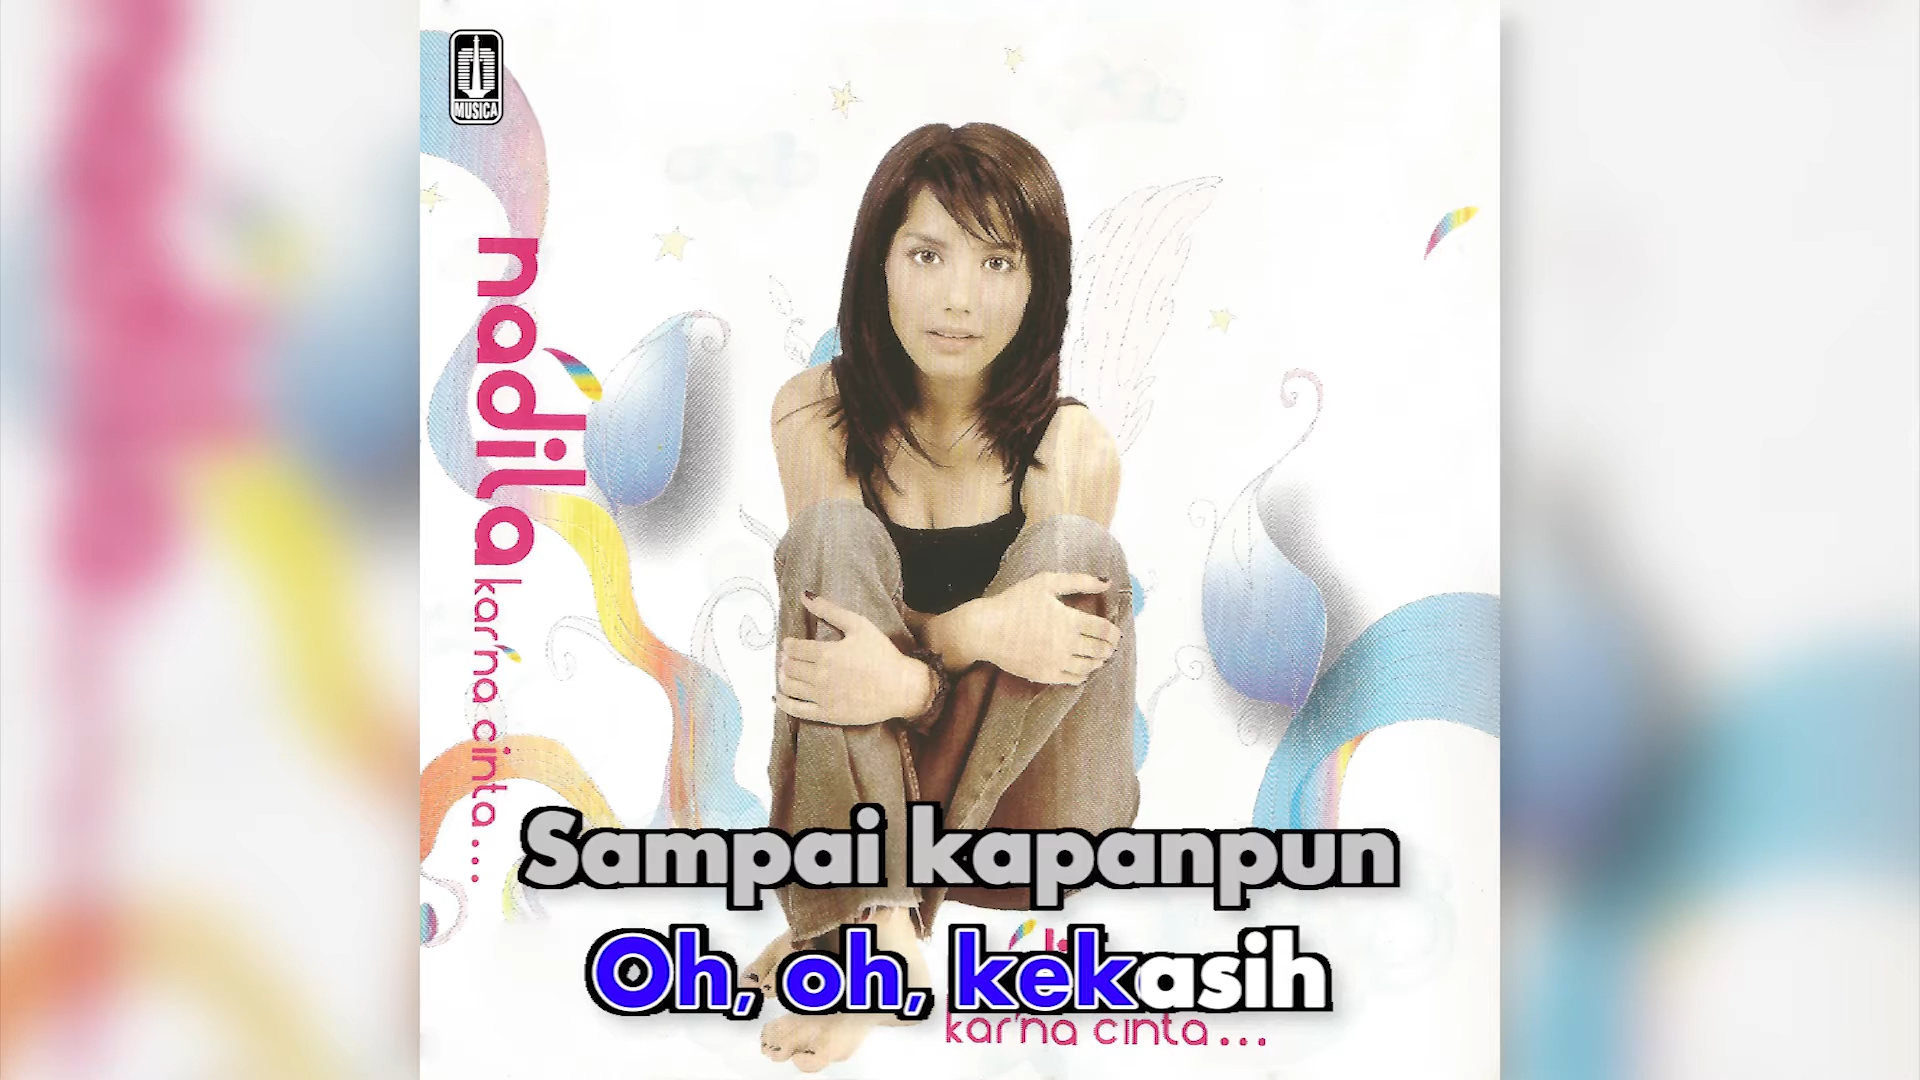 MUSICA
nadila
kar'na cinta...
Sampai kapanpun
Oh, oh, kekasih
kar'na cinta...